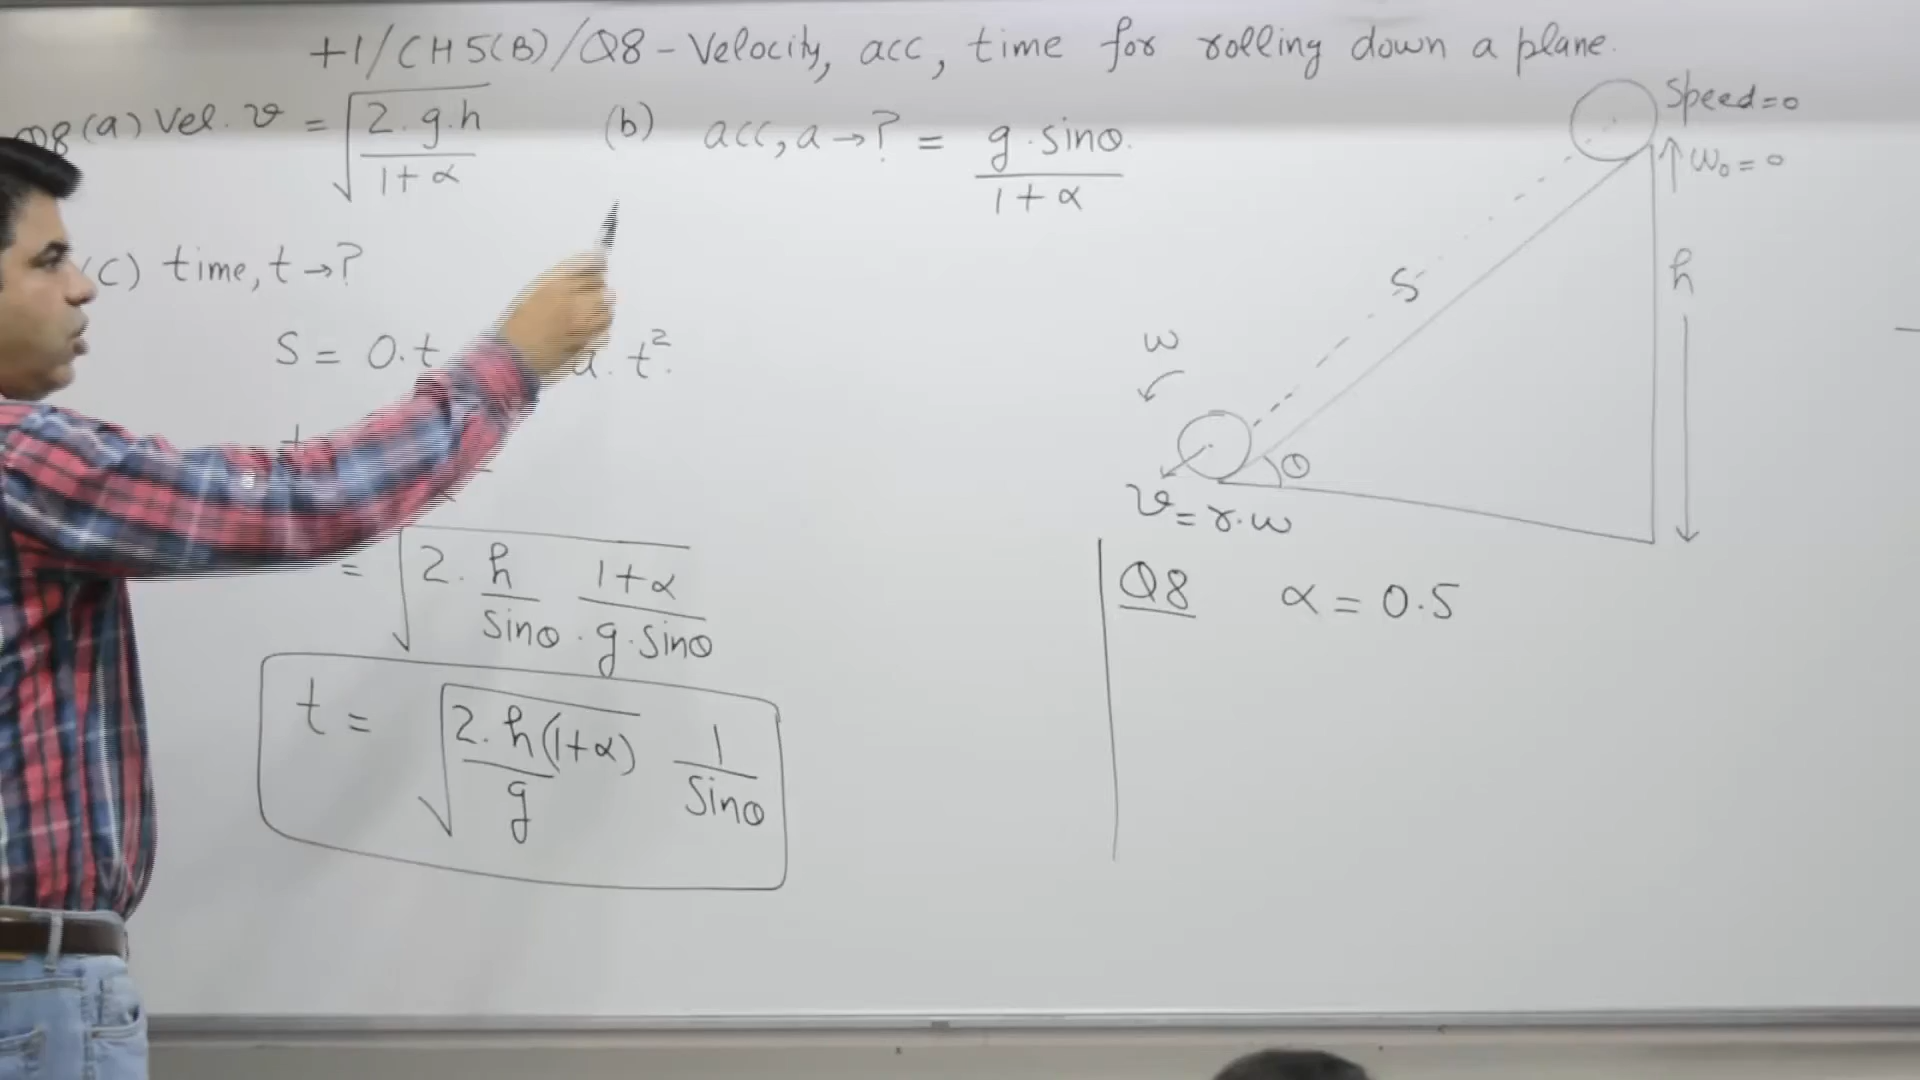 +1/CH5(B)/Q8 - Velocity, acc, time for rolling down a plane.
Q8 (a) Vel. v = √(2.g.h / (1+α))
(b) acc, a → ? = g.sinθ / (1+α)
(C) time, t → ?
S = 0.t a. t².
t
= √(2. h/sinθ . (1+α)/(g.sinθ))
t = √(2.h(1+α)/g) 1/sinθ
Speed = 0
↑ω₀ = 0
S
h
ω
θ
v = r.ω
Q8 α = 0.5